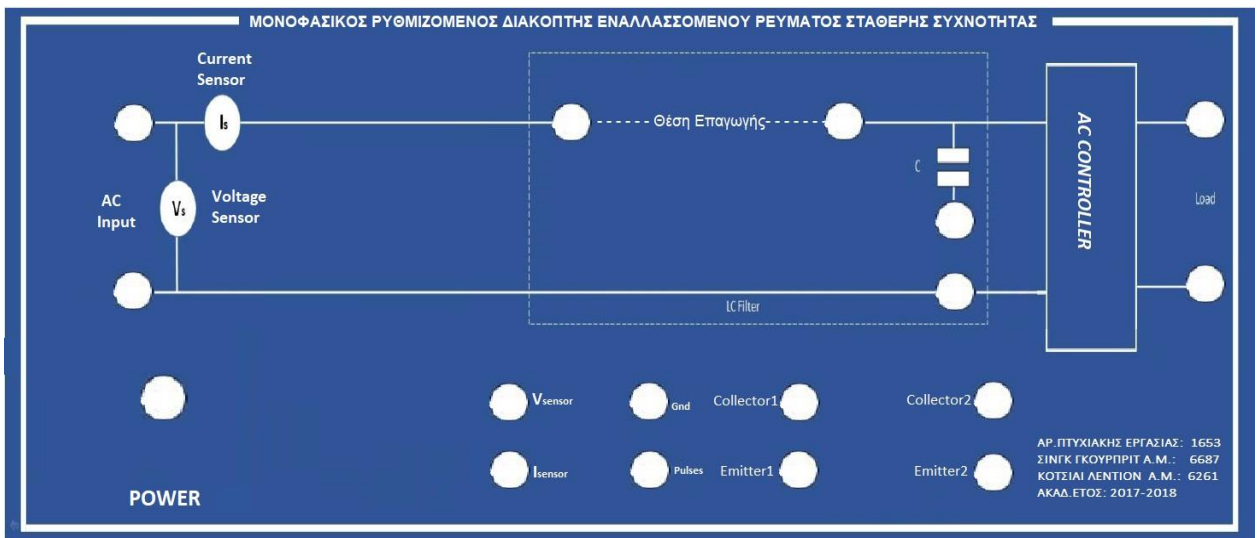 ΜΟΝΟΦΑΣΙΚΟΣ ΡΥΘΜΙΖΟΜΕΝΟΣ ΔΙΑΚΟΠΤΗΣ ΕΝΑΛΛΑΣΣΟΜΕΝΟΥ ΡΕΥΜΑΤΟΣ ΣΤΑΘΕΡΗΣ ΣΥΧΝΟΤΗΤΑΣ
Current
Sensor
Is
Θέση Επαγωγής
C
AC CONTROLLER
AC
Input
Vs
Voltage
Sensor
Load
LC Filter
Vsensor
Gnd
Collector1
Collector2
Isensor
Pulses
Emitter1
Emitter2
POWER
ΑΡ.ΠΤΥΧΙΑΚΗΣ ΕΡΓΑΣΙΑΣ: 1653
ΣΙΝΓΚ ΓΚΟΥΡΠΡΙΤ Α.Μ.: 6687
ΚΟΤΣΙΑΙ ΛΕΝΤΙΟΝ Α.Μ.: 6261
ΑΚΑΔ.ΕΤΟΣ: 2017-2018